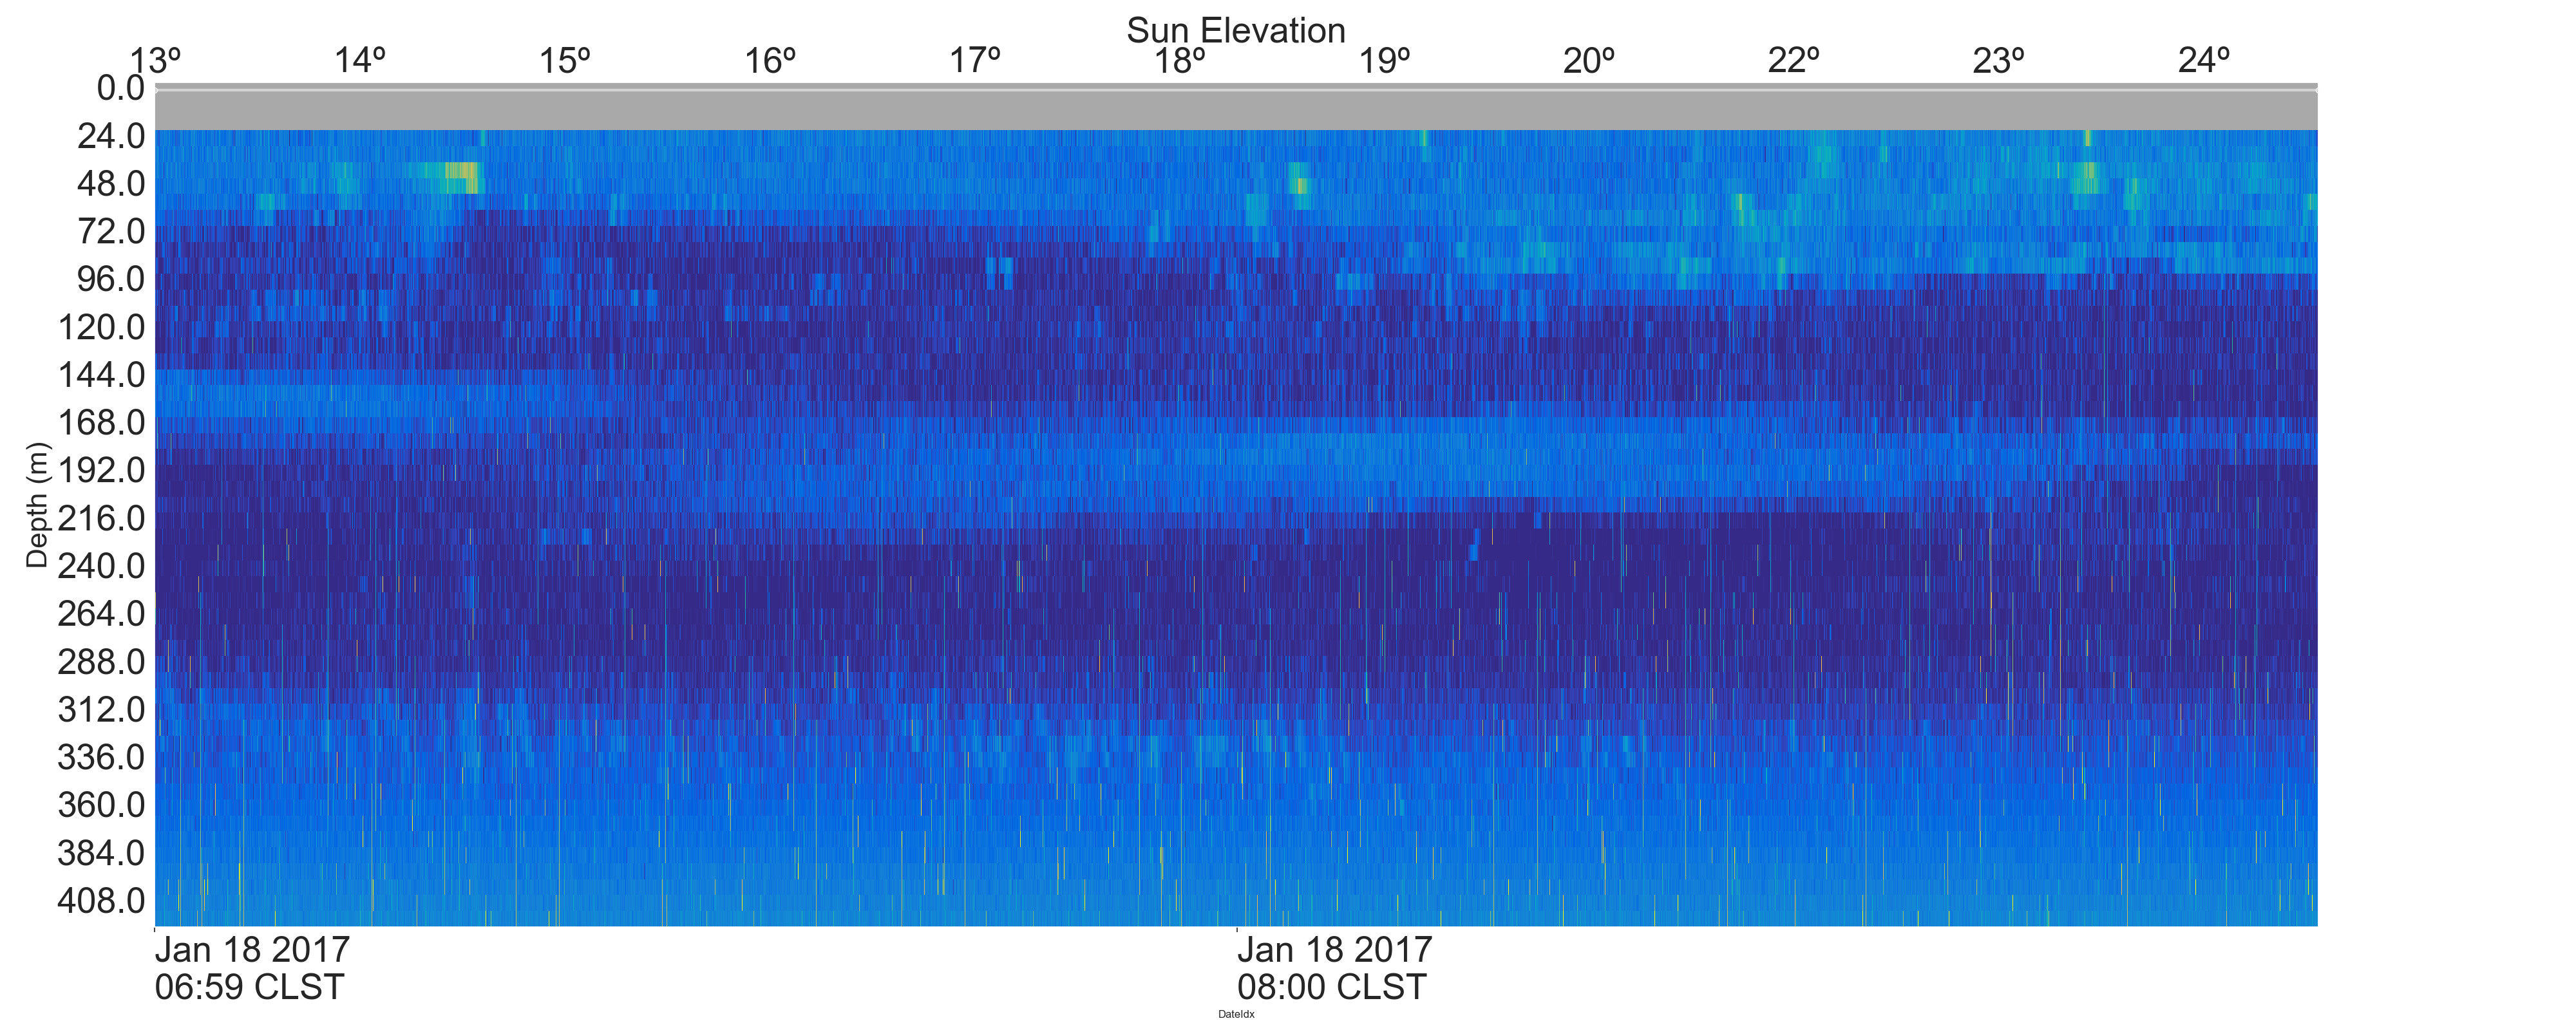 Sun Elevation
13º 14º 15º 16º 17º 18º 19º 20º 22º 23º 24º
0.0
24.0
48.0
72.0
96.0
120.0
144.0
168.0
192.0
216.0
240.0
264.0
288.0
312.0
336.0
360.0
384.0
408.0
Depth (m)
Jan 18 2017
06:59 CLST
Jan 18 2017
08:00 CLST
DateIdx